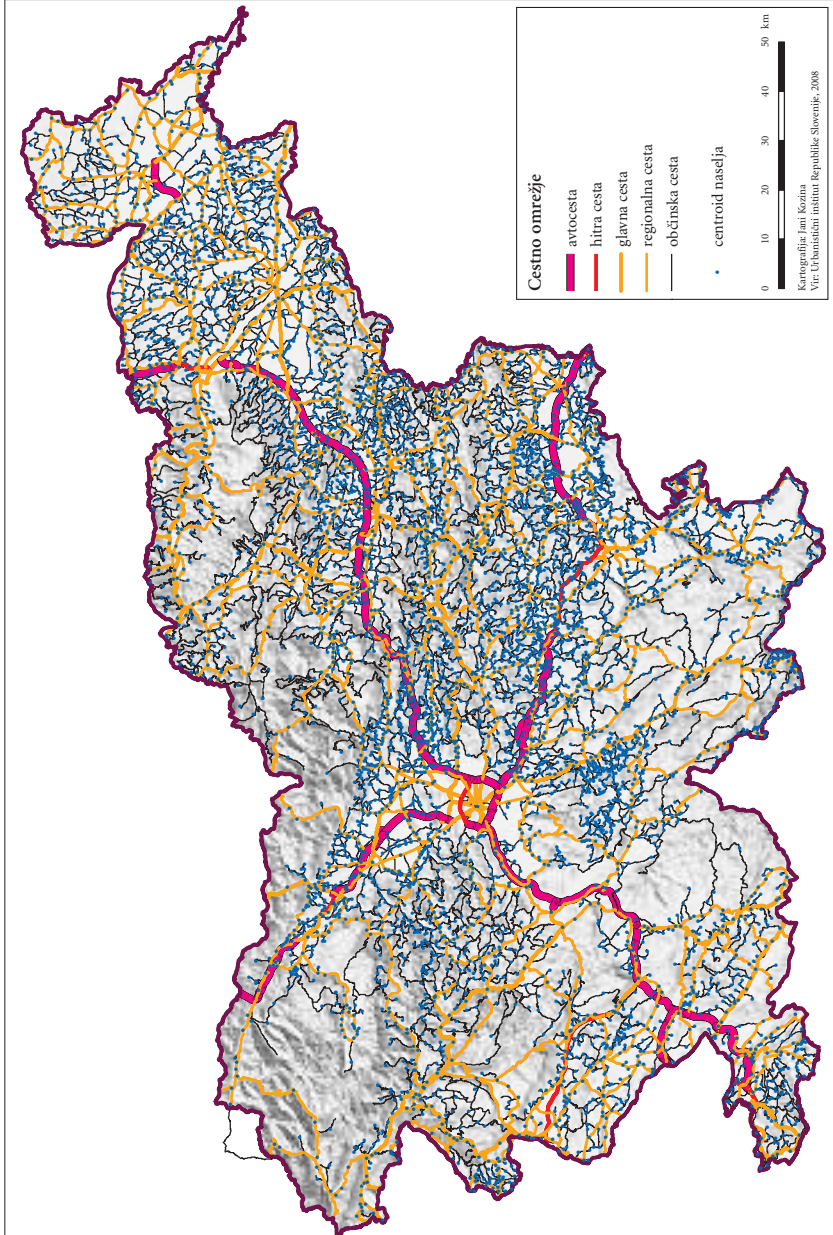 Cestno omrežje
avtocesta
hitra cesta
glavna cesta
regionalna cesta
občinska cesta
centroid naselja
0 10 20 30 40 50 km
Kartografija: Jani Kozina
Vir: Urbanistični inštitut Republike Slovenije, 2008